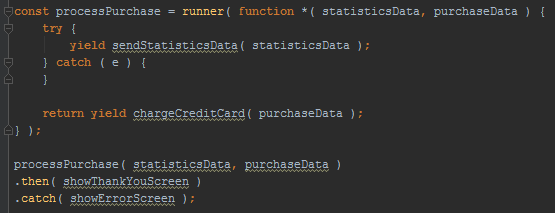 const processPurchase = runner( function *( statisticsData, purchaseData ) {
    try {
        yield sendStatisticsData( statisticsData );
    } catch ( e ) {
    }

    return yield chargeCreditCard( purchaseData );
} );

processPurchase( statisticsData, purchaseData )
.then( showThankYouScreen )
.catch( showErrorScreen );